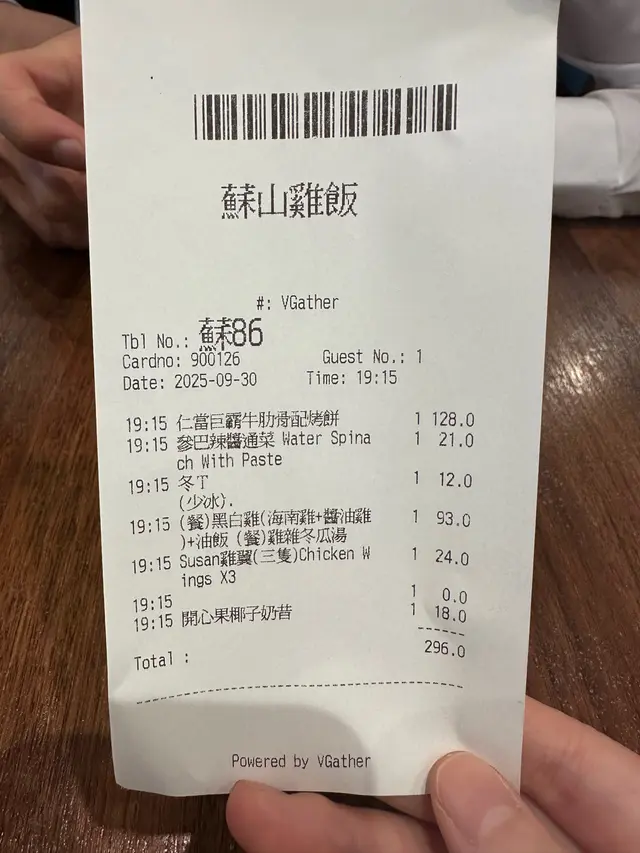 蘇山雞飯
#: VGather
Tbl No.: 蘇86
Cardno: 900126 Guest No.: 1
Date: 2025-09-30 Time: 19:15
19:15 仁當巨霸牛肋骨配烤餅 1 128.0
19:15 參巴辣醬通菜 Water Spina 1 21.0
ch With Paste
19:15 冬T 1 12.0
(少冰).
19:15 (餐)黑白雞(海南雞+醬油雞 1 93.0
)+油飯 (餐)雞雜冬瓜湯
19:15 Susan雞翼(三隻)Chicken W 1 24.0
ings X3
19:15 1 0.0
19:15 開心果椰子奶昔 1 18.0
Total : 296.0
Powered by VGather